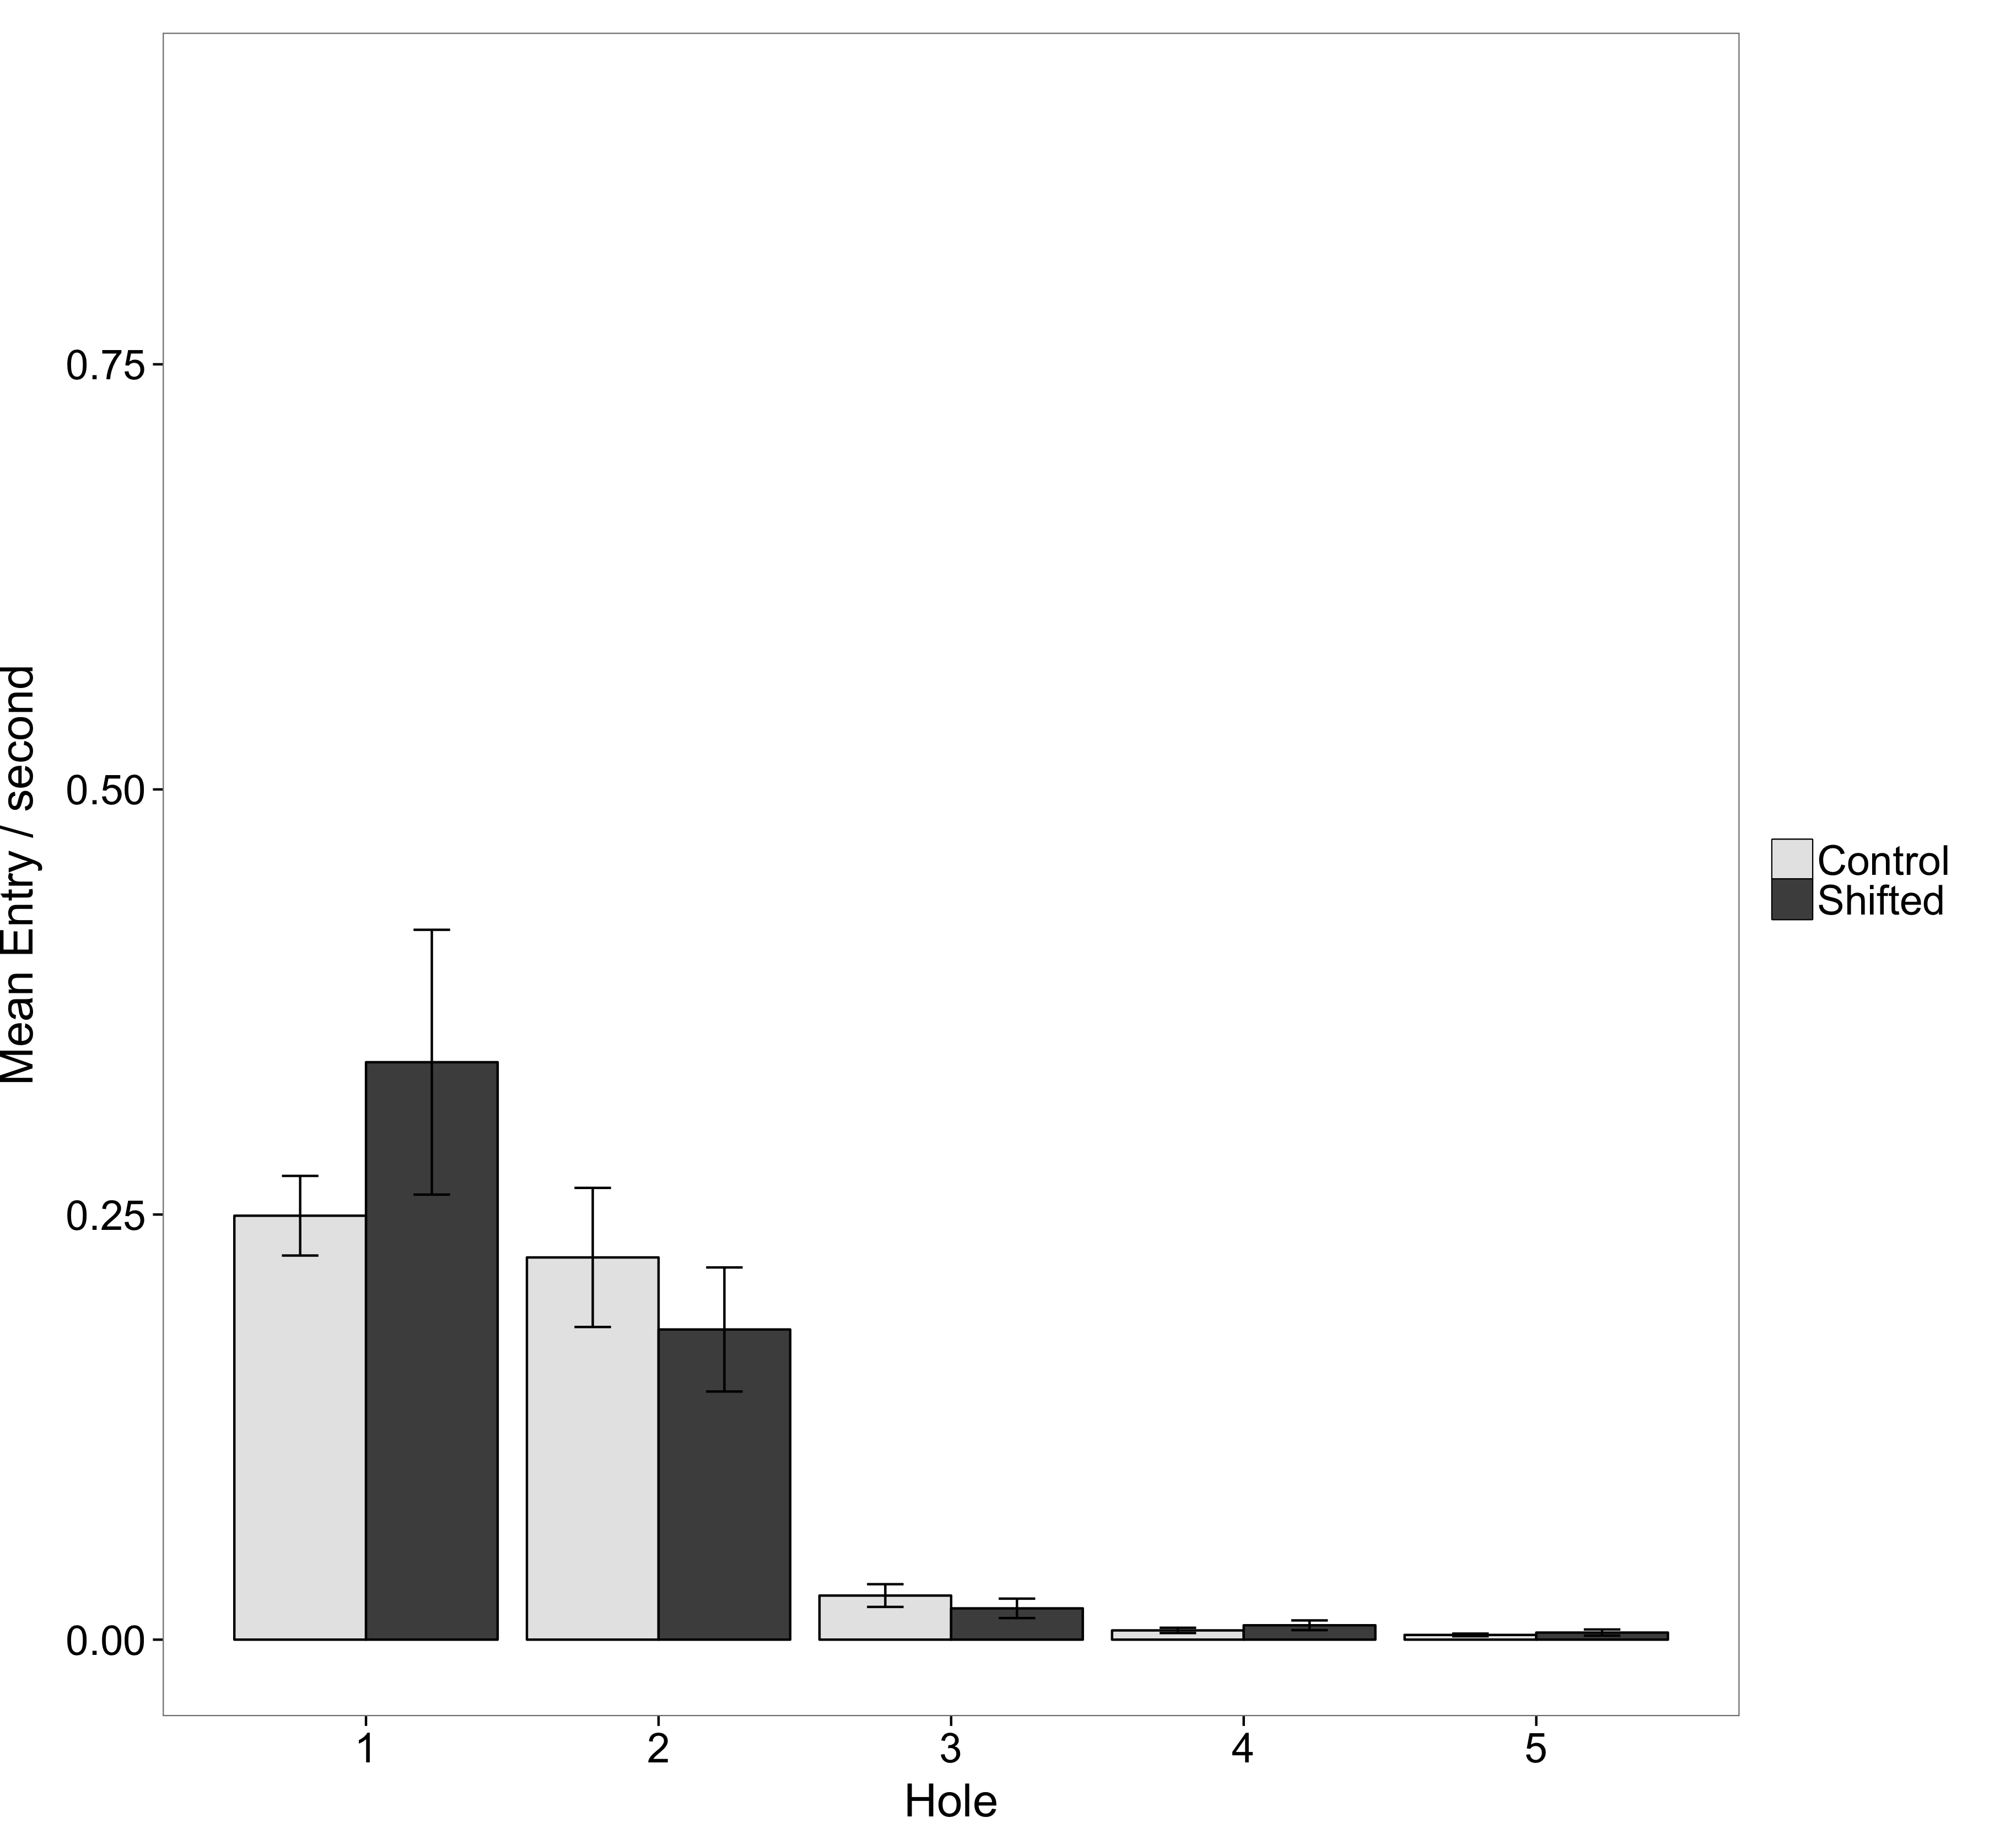 Mean Entry / second
0.75
0.50
0.25
0.00
1 2 3 4 5
Hole
Control
Shifted